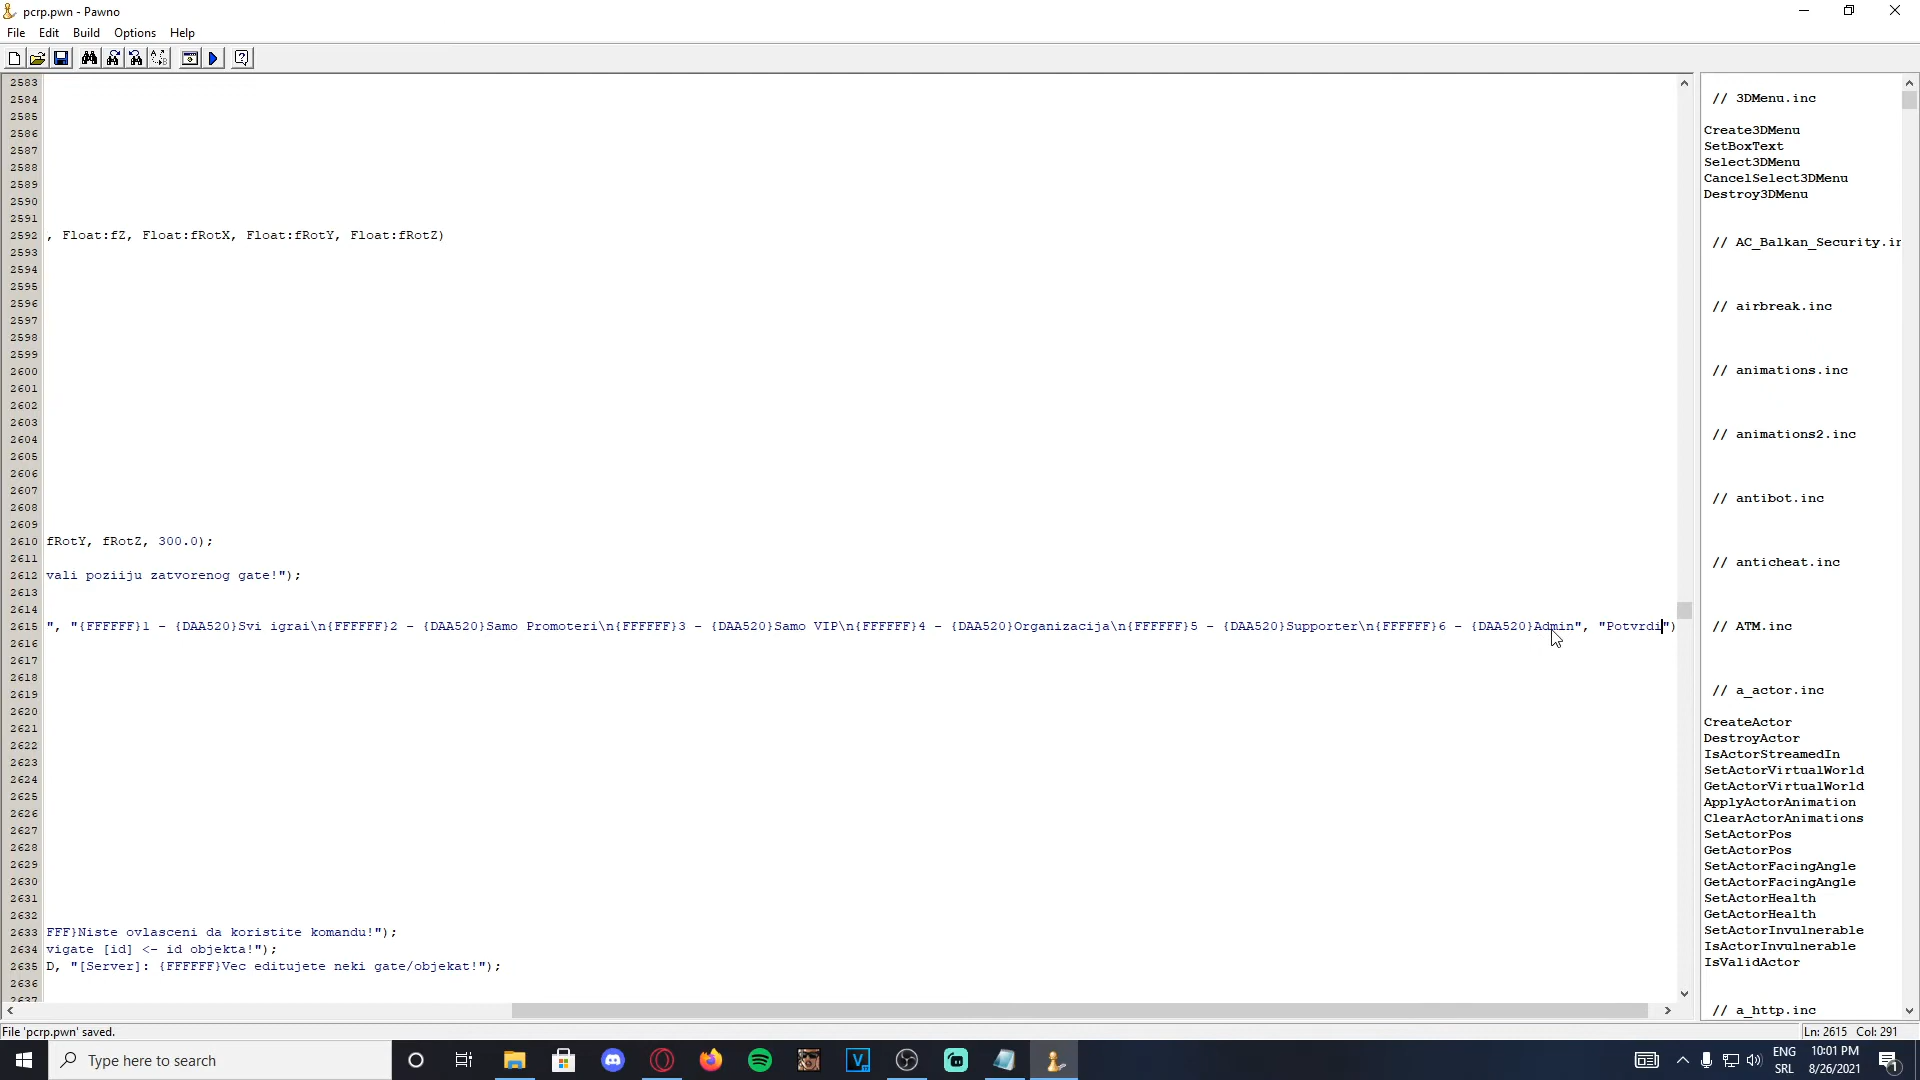 pcrp.pwn - Pawno
File Edit Build Options Help
2583
2584
2585
2586
2587
2588
2589
2590
2591
2592 , Float:fZ, Float:fRotX, Float:fRotY, Float:fRotZ)
2593
2594
2595
2596
2597
2598
2599
2600
2601
2602
2603
2604
2605
2606
2607
2608
2609
2610 fRotY, fRotZ, 300.0);
2611
2612 vali poziiju zatvorenog gate!");
2613
2614
2615 ", "{FFFFFF}1 - {DAA520}Svi igrai\n{FFFFFF}2 - {DAA520}Samo Promoteri\n{FFFFFF}3 - {DAA520}Samo VIP\n{FFFFFF}4 - {DAA520}Organizacija\n{FFFFFF}5 - {DAA520}Supporter\n{FFFFFF}6 - {DAA520}Admin", "Potvrdi")
2616
2617
2618
2619
2620
2621
2622
2623
2624
2625
2626
2627
2628
2629
2630
2631
2632
2633 FFF}Niste ovlasceni da koristite komandu!");
2634 vigate [id] <- id objekta!");
2635 D, "[Server]: {FFFFFF}Vec editujete neki gate/objekat!");
2636
2637
// 3DMenu.inc
Create3DMenu
SetBoxText
Select3DMenu
CancelSelect3DMenu
Destroy3DMenu
// AC_Balkan_Security.in
// airbreak.inc
// animations.inc
// animations2.inc
// antibot.inc
// anticheat.inc
// ATM.inc
// a_actor.inc
CreateActor
DestroyActor
IsActorStreamedIn
SetActorVirtualWorld
GetActorVirtualWorld
ApplyActorAnimation
ClearActorAnimations
SetActorPos
GetActorPos
SetActorFacingAngle
GetActorFacingAngle
SetActorHealth
GetActorHealth
SetActorInvulnerable
IsActorInvulnerable
IsValidActor
// a_http.inc
File 'pcrp.pwn' saved.
Ln: 2615 Col: 291
Type here to search
ENG
SRL
10:01 PM
8/26/2021
1